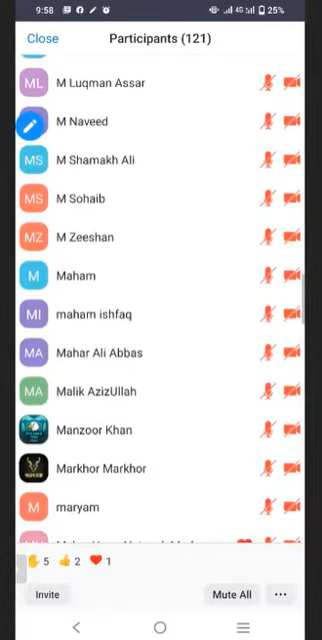 9:58
4G
25%
Close
Participants (121)
ML M Luqman Assar
M Naveed
MS M Shamakh Ali
MS M Sohaib
MZ M Zeeshan
M Maham
MI maham ishfaq
MA Mahar Ali Abbas
MA Malik AzizUllah
Manzoor Khan
Markhor Markhor
M maryam
5 2 1
Invite
Mute All
...